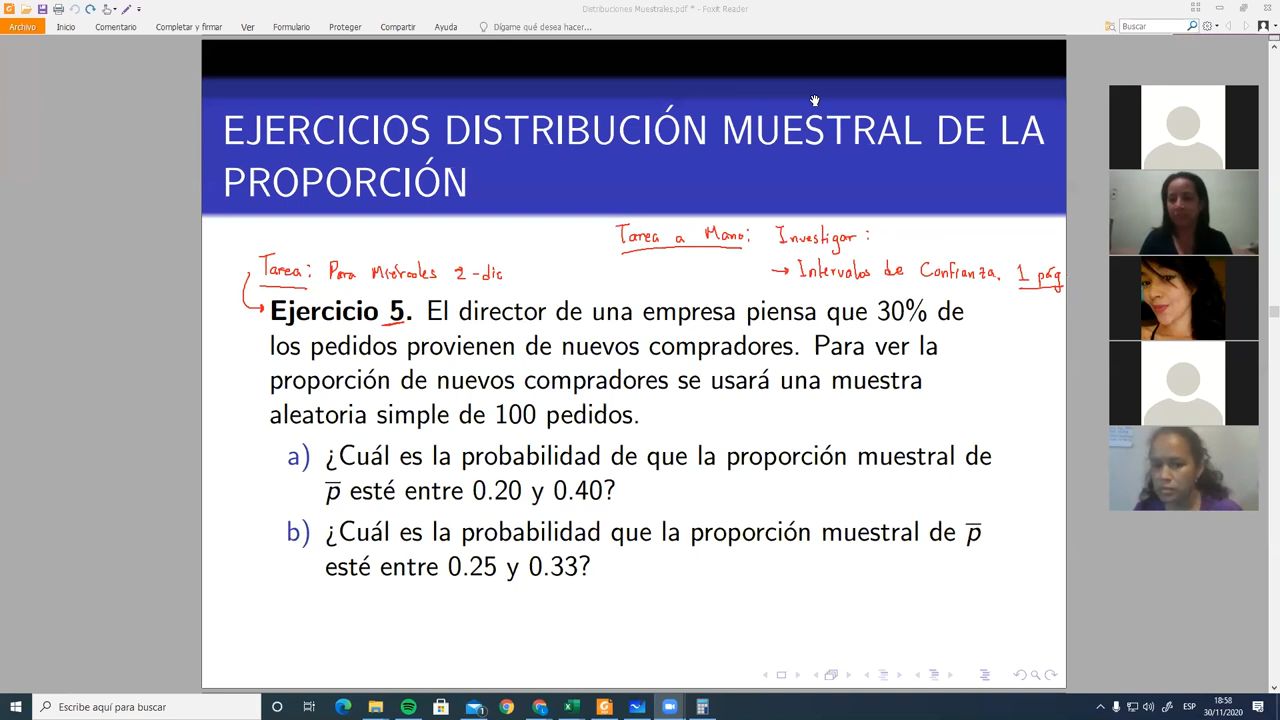 Distribuciones Muestrales.pdf * - Foxit Reader
Archivo Inicio Comentario Completar y firmar Ver Formulario Proteger Compartir Ayuda Dígame qué desea hacer... Buscar
EJERCICIOS DISTRIBUCIÓN MUESTRAL DE LA
PROPORCIÓN
Tarea a Mano: Investigar:
Tarea: Para Miércoles 2-dic → Intervalos de Confianza. 1 pág
Ejercicio 5. El director de una empresa piensa que 30% de
los pedidos provienen de nuevos compradores. Para ver la
proporción de nuevos compradores se usará una muestra
aleatoria simple de 100 pedidos.
a) ¿Cuál es la probabilidad de que la proporción muestral de
p̅ esté entre 0.20 y 0.40?
b) ¿Cuál es la probabilidad que la proporción muestral de p̅
esté entre 0.25 y 0.33?
Escribe aquí para buscar
ESP
18:58
30/11/2020